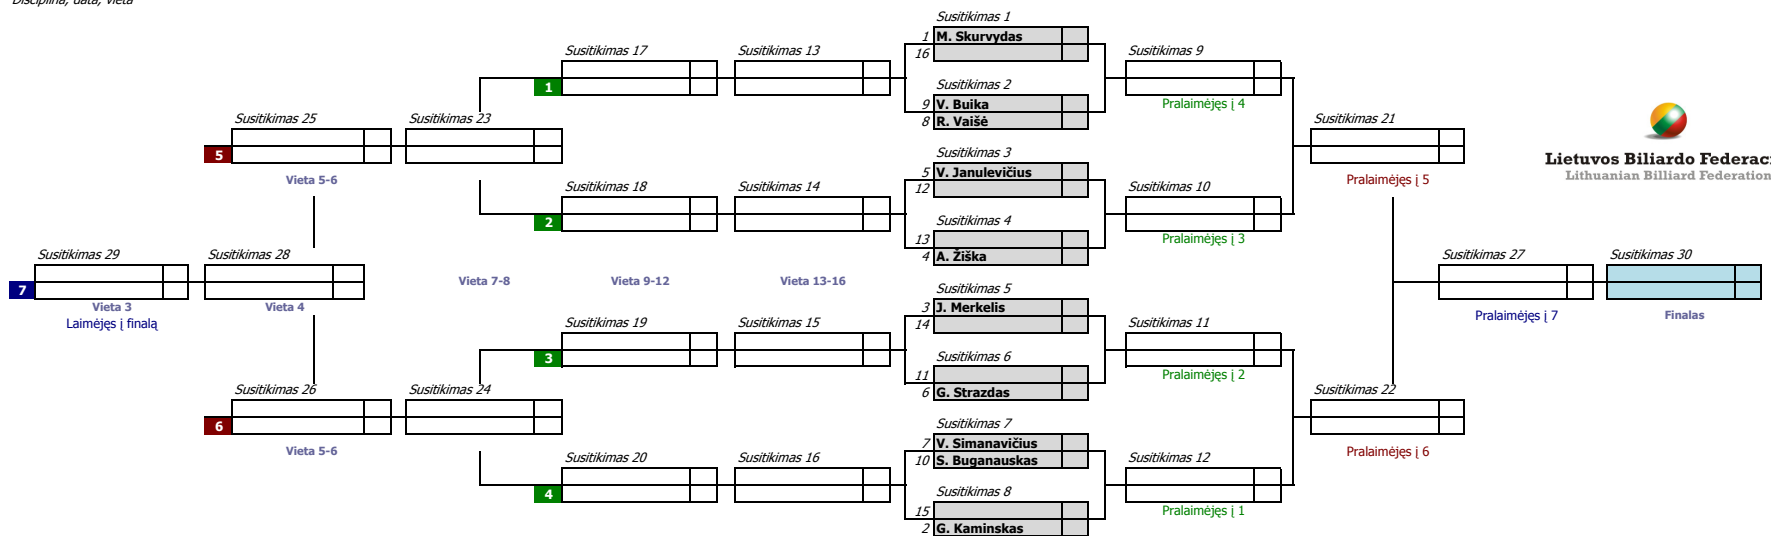 Disciplina, data, vieta
Susitikimas 1
1 M. Skurvydas
16
Susitikimas 17
Susitikimas 13
Susitikimas 9
1
Susitikimas 2
9 V. Buika
8 R. Vaišė
Pralaimėjęs į 4
Susitikimas 25
Susitikimas 23
Susitikimas 21
5
Vieta 5-6
Susitikimas 3
5 V. Janulevičius
12
Pralaimėjęs į 5
Lietuvos Biliardo Federac
Lithuanian Billiard Federation
Susitikimas 18
Susitikimas 14
Susitikimas 10
2
Susitikimas 4
13
4 A. Žiška
Pralaimėjęs į 3
Susitikimas 29
Susitikimas 28
Susitikimas 27
Susitikimas 30
7
Vieta 3
Laimėjęs į finalą
Vieta 4
Vieta 7-8
Vieta 9-12
Vieta 13-16
Pralaimėjęs į 7
Finalas
Susitikimas 5
3 J. Merkelis
14
Susitikimas 19
Susitikimas 15
Susitikimas 11
3
Susitikimas 6
11
6 G. Strazdas
Pralaimėjęs į 2
Susitikimas 26
Susitikimas 24
Susitikimas 22
6
Vieta 5-6
Susitikimas 7
7 V. Simanavičius
10 S. Buganauskas
Pralaimėjęs į 6
Susitikimas 20
Susitikimas 16
Susitikimas 12
4
Susitikimas 8
15
2 G. Kaminskas
Pralaimėjęs į 1